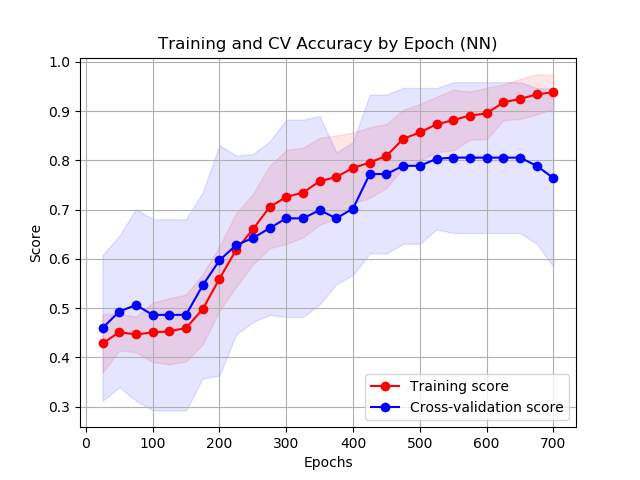 Training and CV Accuracy by Epoch (NN)
1.0
0.9
0.8
0.7
0.6
0.5
0.4
0.3
Score
0 100 200 300 400 500 600 700
Epochs
Training score
Cross-validation score